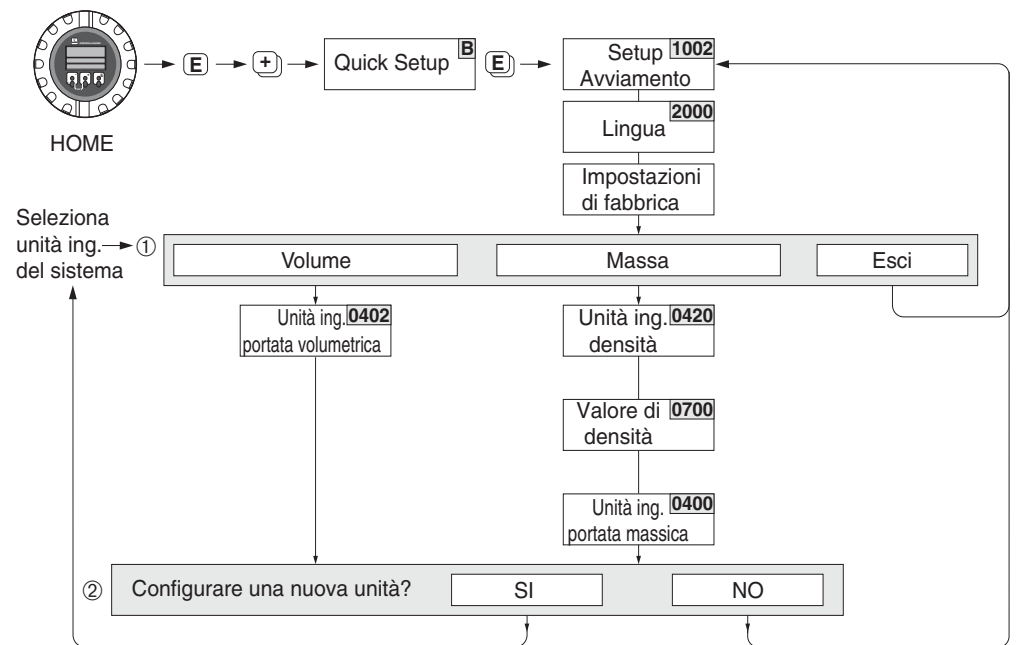 HOME
E
+
Quick Setup B
E
Setup 1002
Avviamento
2000
Lingua
Impostazioni
di fabbrica
Seleziona
unità ing.
del sistema
①
Volume
Massa
Esci
Unità ing. 0402
portata volumetrica
Unità ing. 0420
densità
Valore di 0700
densità
Unità ing. 0400
portata massica
② Configurare una nuova unità? SI NO